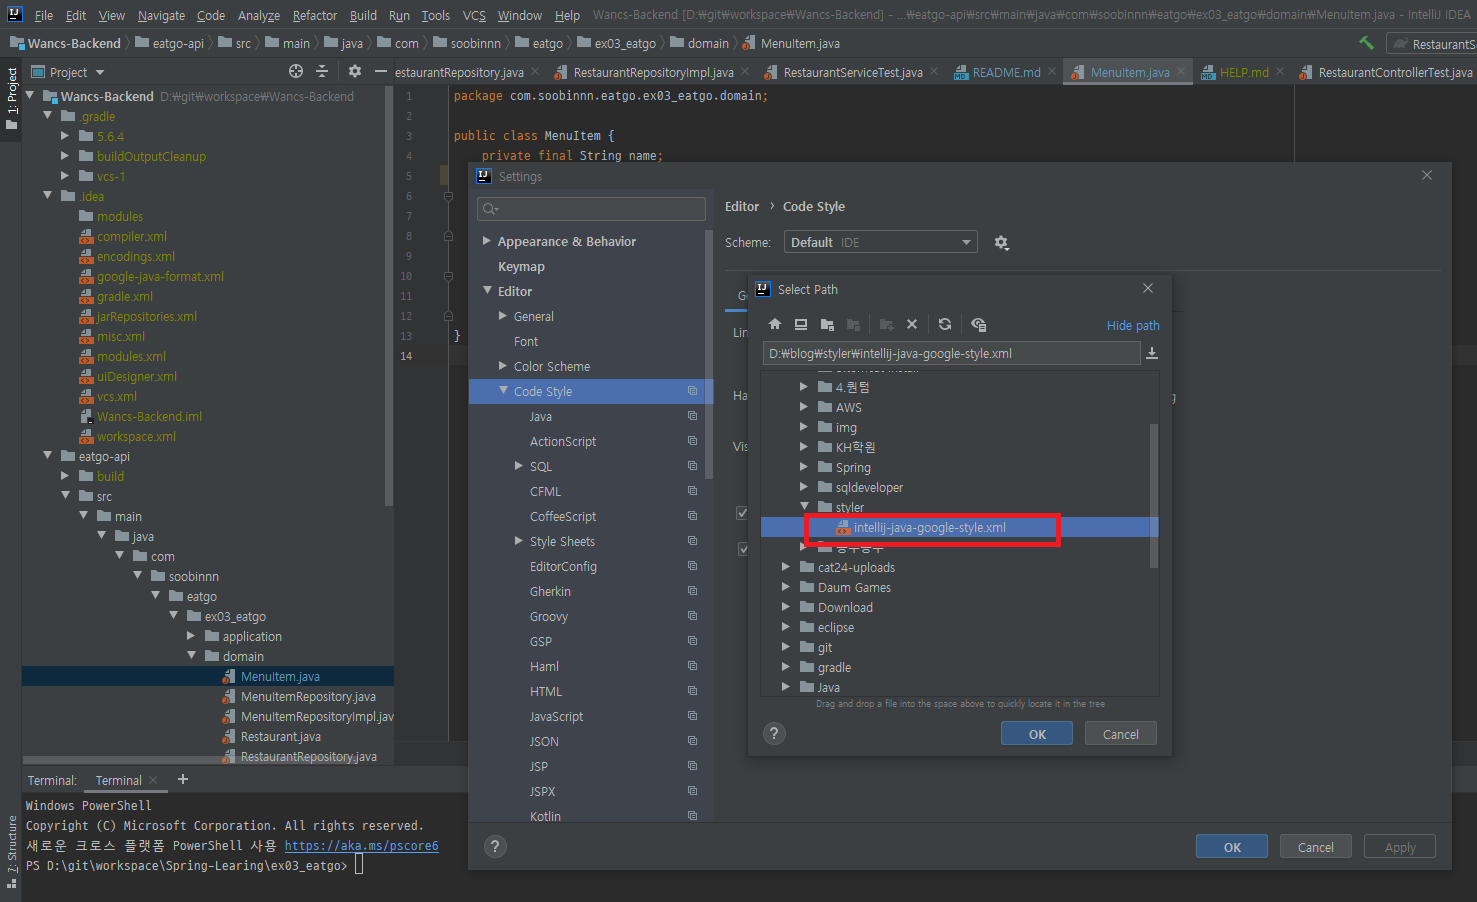 File Edit View Navigate Code Analyze Refactor Build Run Tools VCS Window Help Wancs-Backend [D:₩git₩workspace₩Wancs-Backend] - ...₩eatgo-api₩src₩main₩java₩com₩soobinnn₩eatgo₩ex03_eatgo₩domain₩MenuItem.java - IntelliJ IDEA
Wancs-Backend eatgo-api src main java com soobinnn eatgo ex03_eatgo domain MenuItem.java
RestaurantS
Project
estaurantRepository.java RestaurantRepositoryImpl.java RestaurantServiceTest.java README.md MenuItem.java HELP.md RestaurantControllerTest.java
1: Project
Wancs-Backend D:₩git₩workspace₩Wancs-Backend
.gradle
5.6.4
buildOutputCleanup
vcs-1
.idea
modules
compiler.xml
encodings.xml
google-java-format.xml
gradle.xml
jarRepositories.xml
misc.xml
modules.xml
uiDesigner.xml
vcs.xml
Wancs-Backend.iml
workspace.xml
eatgo-api
build
src
main
java
com
soobinnn
eatgo
ex03_eatgo
application
domain
MenuItem.java
MenuItemRepository.java
MenuItemRepositoryImpl.jav
Restaurant.java
RestaurantRepository.java
1 package com.soobinnn.eatgo.ex03_eatgo.domain;
2
3 public class MenuItem {
4 private final String name;
5
6
8
9
10
11
12
13 }
14
Settings
Appearance & Behavior
Keymap
Editor
General
Font
Color Scheme
Code Style
Java
ActionScript
SQL
CFML
CoffeeScript
Style Sheets
EditorConfig
Gherkin
Groovy
GSP
Haml
HTML
JavaScript
JSON
JSP
JSPX
Kotlin
Editor › Code Style
Scheme: Default IDE
Lin
Ha
Vis
g
Select Path
Hide path
D:₩blog₩styler₩intellij-java-google-style.xml
4.퀀텀
AWS
img
KH학원
Spring
sqldeveloper
styler
intellij-java-google-style.xml
cat24-uploads
Daum Games
Download
eclipse
git
gradle
Java
Drag and drop a file into the space above to quickly locate it in the tree
? OK Cancel
? OK Cancel Apply
Terminal: Terminal +
Windows PowerShell
Copyright (C) Microsoft Corporation. All rights reserved.
새로운 크로스 플랫폼 PowerShell 사용 https://aka.ms/pscore6
PS D:\git\workspace\Spring-Learing\ex03_eatgo>
7: Structure